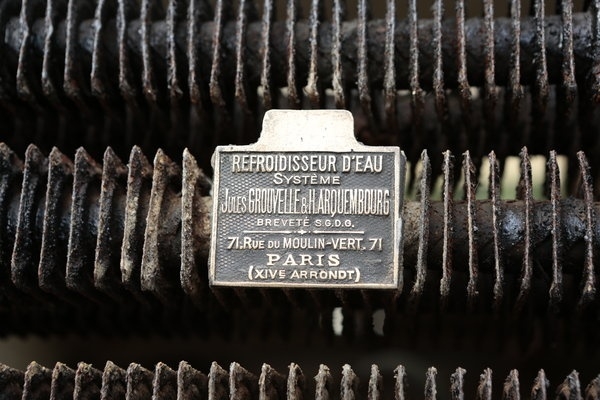 REFROIDISSEUR D'EAU
SYSTÈME
JULES GROUVELLE & H. ARQUEMBOURG
BREVETÉ S.G.D.G.
71. RUE DU MOULIN-VERT. 71
PARIS
(XIVE ARRONDT)